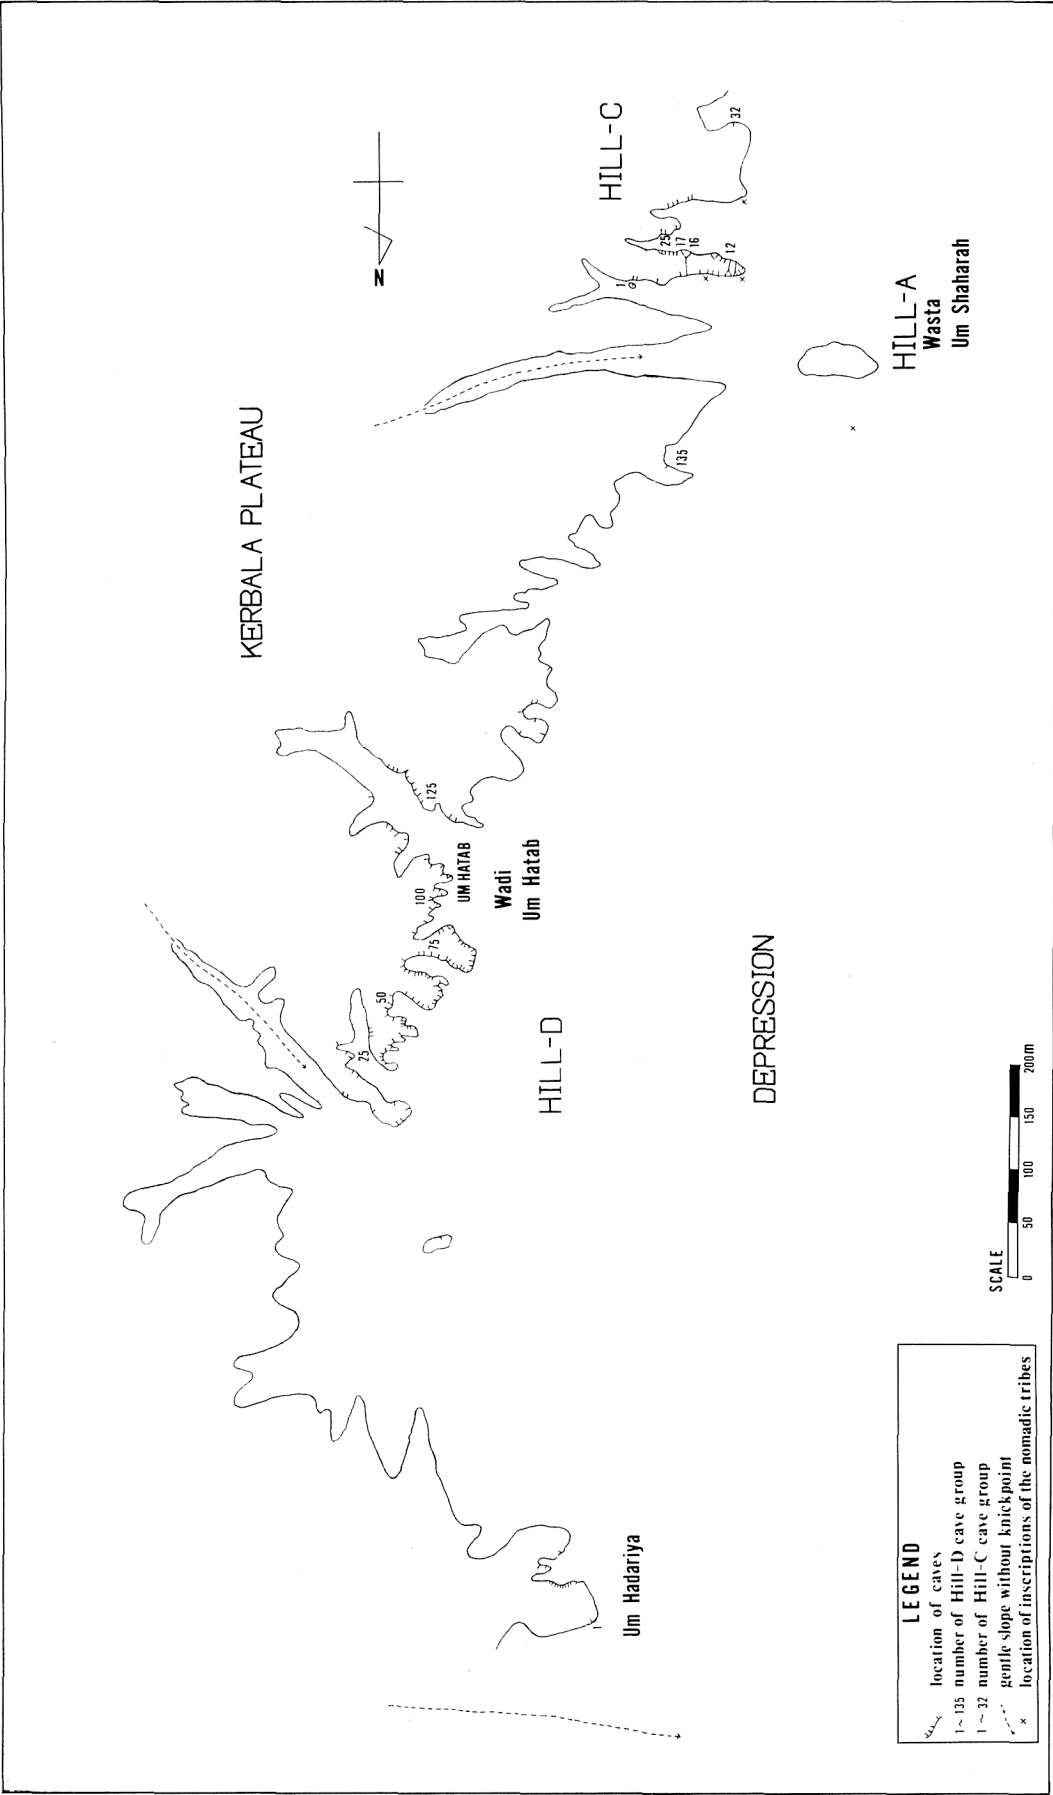 KERBALA PLATEAU
HILL-C
HILL-A
Wasta
Um Shaharah
HILL-D
DEPRESSION
Wadi
Um Hatab
UM HATAB
Um Hadariya
N
1
25
50
75
100
125
135
1
12
16
17
25
32
SCALE
0 50 100 150 200m
LEGEND
location of caves
1~135 number of Hill-D cave group
1~32 number of Hill-C cave group
gentle slope without knickpoint
x location of inscriptions of the nomadic tribes